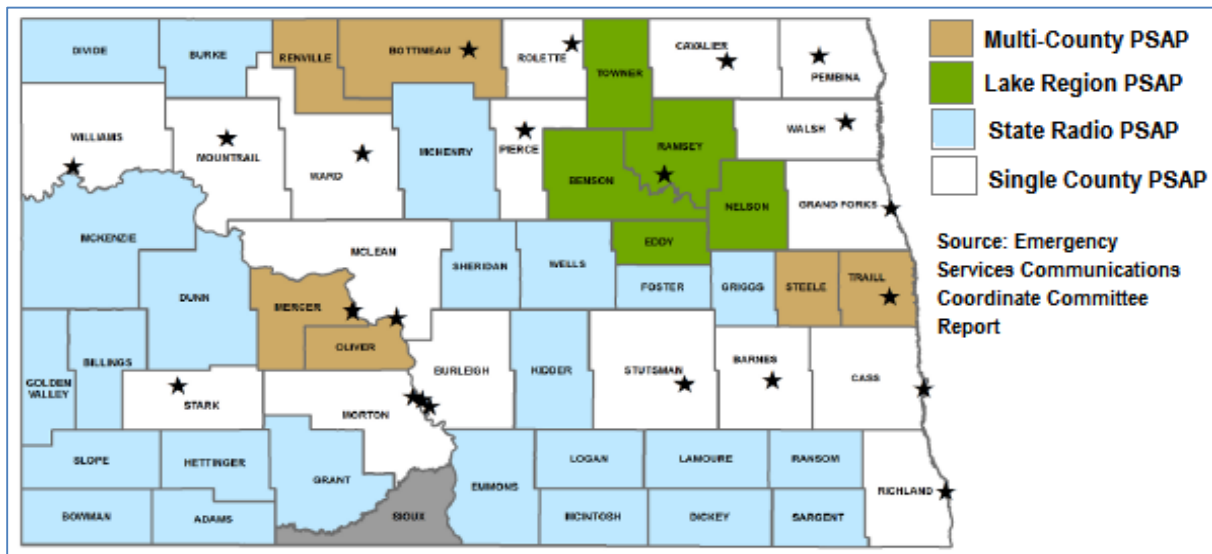 DIVIDE
BURKE
RENVILLE
BOTTINEAU
ROLETTE
TOWNER
CAVALIER
PEMBINA
WILLIAMS
MOUNTRAIL
WARD
MCHENRY
PIERCE
BENSON
RAMSEY
WALSH
NELSON
GRAND FORKS
MCKENZIE
DUNN
MCLEAN
SHERIDAN
WELLS
EDDY
FOSTER
GRIGGS
STEELE
TRAILL
MERCER
OLIVER
GOLDEN
VALLEY
BILLINGS
STARK
MORTON
BURLEIGH
KIDDER
STUTSMAN
BARNES
CASS
SLOPE
HETTINGER
GRANT
EMMONS
LOGAN
LAMOURE
RANSOM
RICHLAND
BOWMAN
ADAMS
SIOUX
MCINTOSH
DICKEY
SARGENT
Multi-County PSAP
Lake Region PSAP
State Radio PSAP
Single County PSAP
Source: Emergency
Services Communications
Coordinate Committee
Report